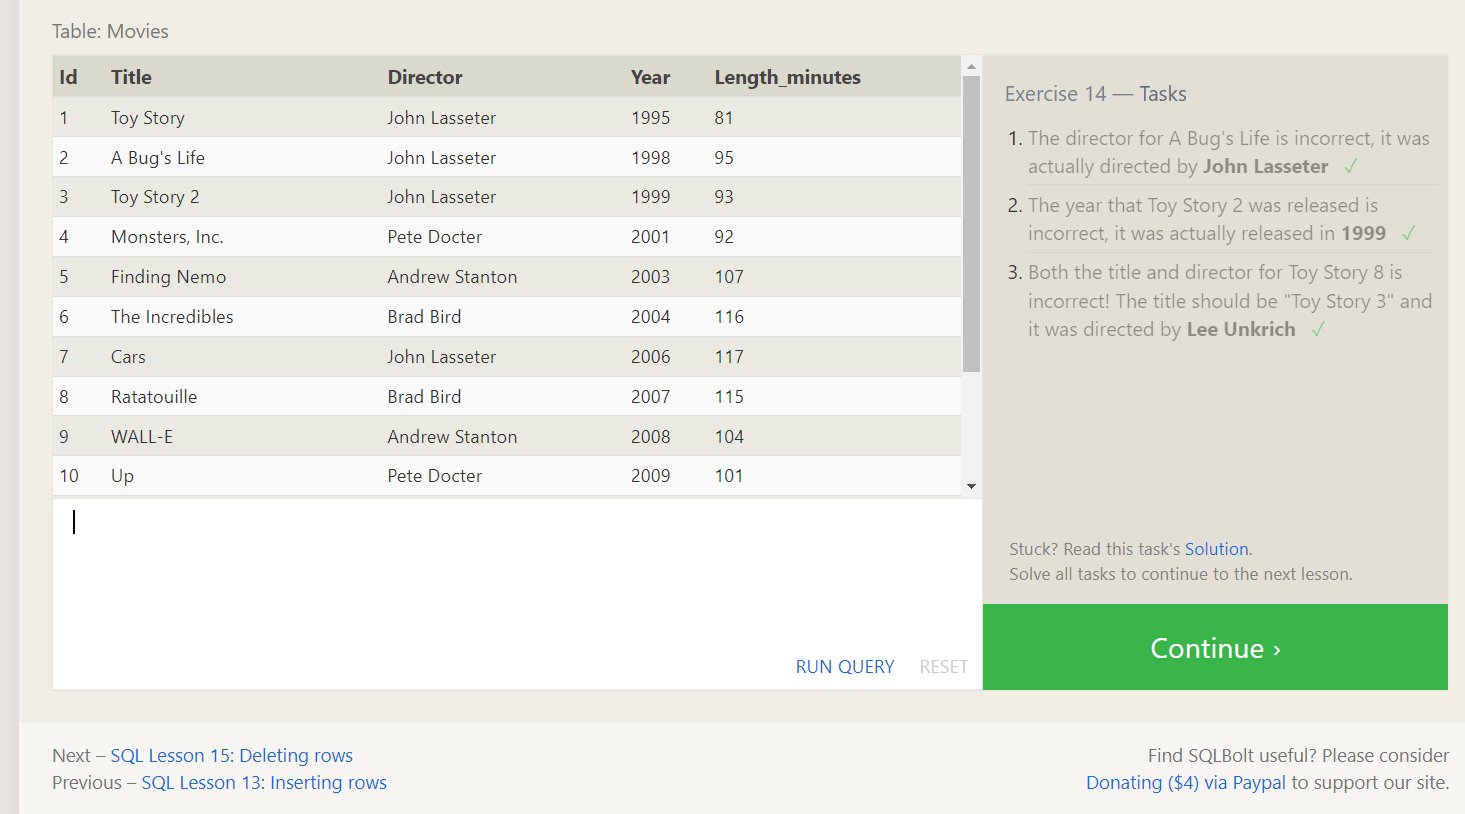 Table: Movies
Id Title Director Year Length_minutes
1 Toy Story John Lasseter 1995 81
2 A Bug's Life John Lasseter 1998 95
3 Toy Story 2 John Lasseter 1999 93
4 Monsters, Inc. Pete Docter 2001 92
5 Finding Nemo Andrew Stanton 2003 107
6 The Incredibles Brad Bird 2004 116
7 Cars John Lasseter 2006 117
8 Ratatouille Brad Bird 2007 115
9 WALL-E Andrew Stanton 2008 104
10 Up Pete Docter 2009 101
RUN QUERY RESET
Exercise 14 — Tasks
1. The director for A Bug's Life is incorrect, it was
actually directed by John Lasseter ✓
2. The year that Toy Story 2 was released is
incorrect, it was actually released in 1999 ✓
3. Both the title and director for Toy Story 8 is
incorrect! The title should be "Toy Story 3" and
it was directed by Lee Unkrich ✓
Stuck? Read this task's Solution.
Solve all tasks to continue to the next lesson.
Continue ›
Next – SQL Lesson 15: Deleting rows
Previous – SQL Lesson 13: Inserting rows
Find SQLBolt useful? Please consider
Donating ($4) via Paypal to support our site.